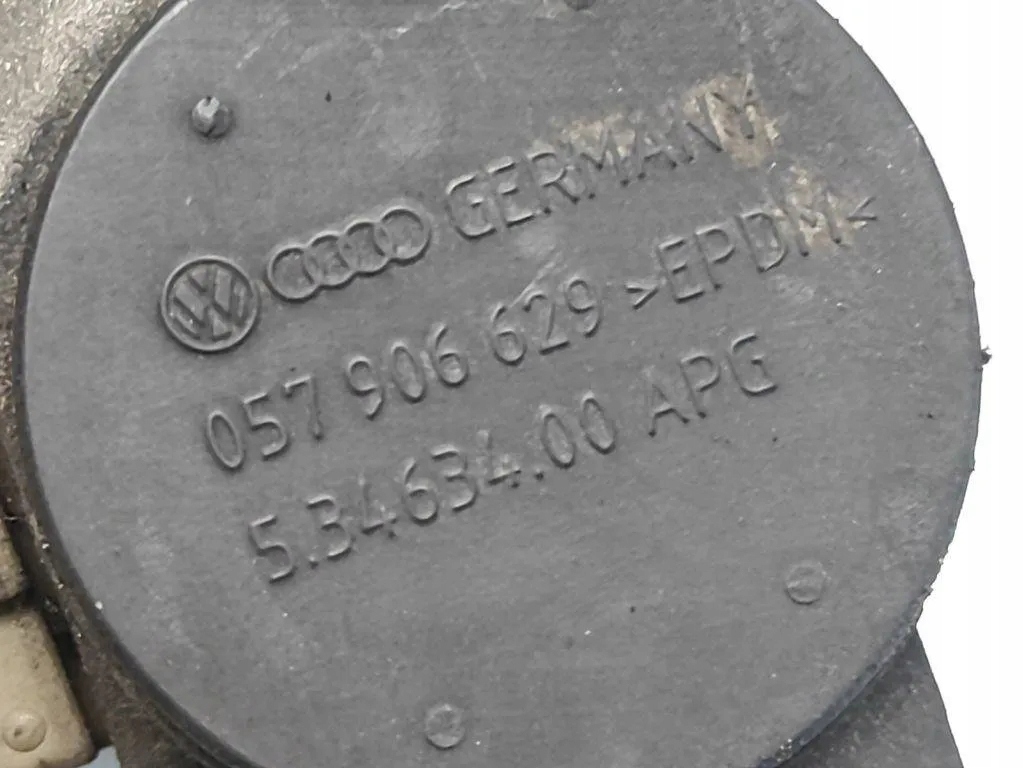 GERMANY
057 906 629 >EPDM<
5.34634.00 APG